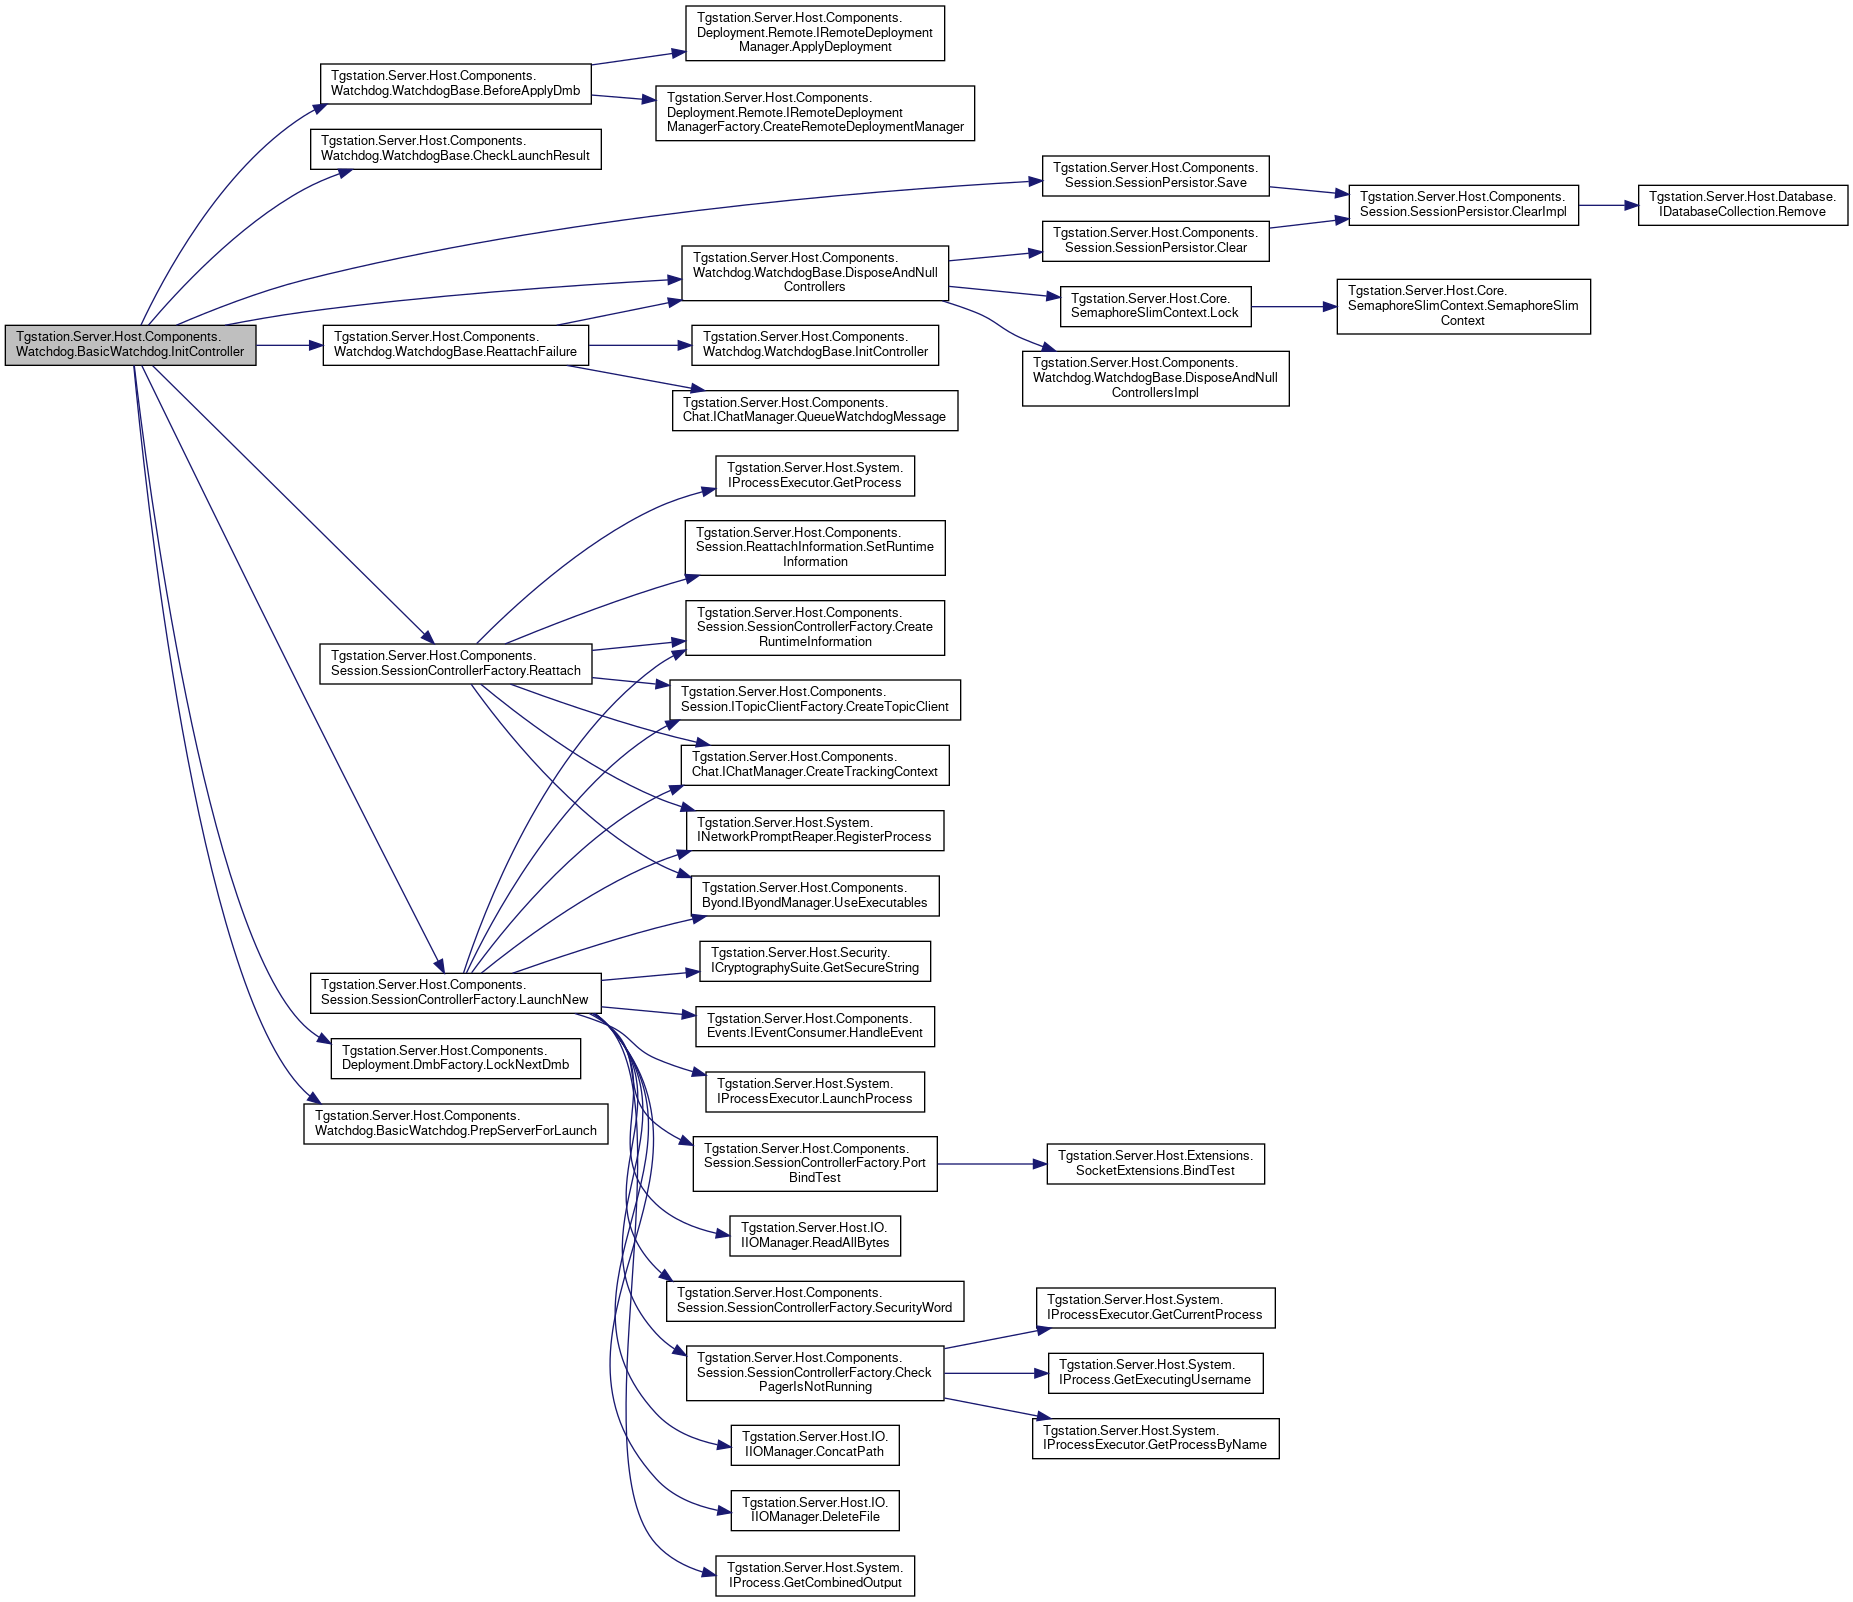 Tgstation.Server.Host.Components.
Watchdog.BasicWatchdog.InitController
Tgstation.Server.Host.Components.
Watchdog.WatchdogBase.BeforeApplyDmb
Tgstation.Server.Host.Components.
Deployment.Remote.IRemoteDeployment
Manager.ApplyDeployment
Tgstation.Server.Host.Components.
Deployment.Remote.IRemoteDeployment
ManagerFactory.CreateRemoteDeploymentManager
Tgstation.Server.Host.Components.
Watchdog.WatchdogBase.CheckLaunchResult
Tgstation.Server.Host.Components.
Session.SessionPersistor.Save
Tgstation.Server.Host.Components.
Session.SessionPersistor.ClearImpl
Tgstation.Server.Host.Database.
IDatabaseCollection.Remove
Tgstation.Server.Host.Components.
Watchdog.WatchdogBase.DisposeAndNull
Controllers
Tgstation.Server.Host.Components.
Session.SessionPersistor.Clear
Tgstation.Server.Host.Core.
SemaphoreSlimContext.Lock
Tgstation.Server.Host.Core.
SemaphoreSlimContext.SemaphoreSlim
Context
Tgstation.Server.Host.Components.
Watchdog.WatchdogBase.DisposeAndNull
ControllersImpl
Tgstation.Server.Host.Components.
Watchdog.WatchdogBase.ReattachFailure
Tgstation.Server.Host.Components.
Watchdog.WatchdogBase.InitController
Tgstation.Server.Host.Components.
Chat.IChatManager.QueueWatchdogMessage
Tgstation.Server.Host.Components.
Session.SessionControllerFactory.Reattach
Tgstation.Server.Host.System.
IProcessExecutor.GetProcess
Tgstation.Server.Host.Components.
Session.ReattachInformation.SetRuntime
Information
Tgstation.Server.Host.Components.
Session.SessionControllerFactory.Create
RuntimeInformation
Tgstation.Server.Host.Components.
Session.ITopicClientFactory.CreateTopicClient
Tgstation.Server.Host.Components.
Chat.IChatManager.CreateTrackingContext
Tgstation.Server.Host.System.
INetworkPromptReaper.RegisterProcess
Tgstation.Server.Host.Components.
Byond.IByondManager.UseExecutables
Tgstation.Server.Host.Components.
Session.SessionControllerFactory.LaunchNew
Tgstation.Server.Host.Security.
ICryptographySuite.GetSecureString
Tgstation.Server.Host.Components.
Events.IEventConsumer.HandleEvent
Tgstation.Server.Host.System.
IProcessExecutor.LaunchProcess
Tgstation.Server.Host.Components.
Session.SessionControllerFactory.Port
BindTest
Tgstation.Server.Host.Extensions.
SocketExtensions.BindTest
Tgstation.Server.Host.IO.
IIOManager.ReadAllBytes
Tgstation.Server.Host.Components.
Session.SessionControllerFactory.SecurityWord
Tgstation.Server.Host.Components.
Session.SessionControllerFactory.Check
PagerIsNotRunning
Tgstation.Server.Host.System.
IProcessExecutor.GetCurrentProcess
Tgstation.Server.Host.System.
IProcess.GetExecutingUsername
Tgstation.Server.Host.System.
IProcessExecutor.GetProcessByName
Tgstation.Server.Host.IO.
IIOManager.ConcatPath
Tgstation.Server.Host.IO.
IIOManager.DeleteFile
Tgstation.Server.Host.System.
IProcess.GetCombinedOutput
Tgstation.Server.Host.Components.
Deployment.DmbFactory.LockNextDmb
Tgstation.Server.Host.Components.
Watchdog.BasicWatchdog.PrepServerForLaunch